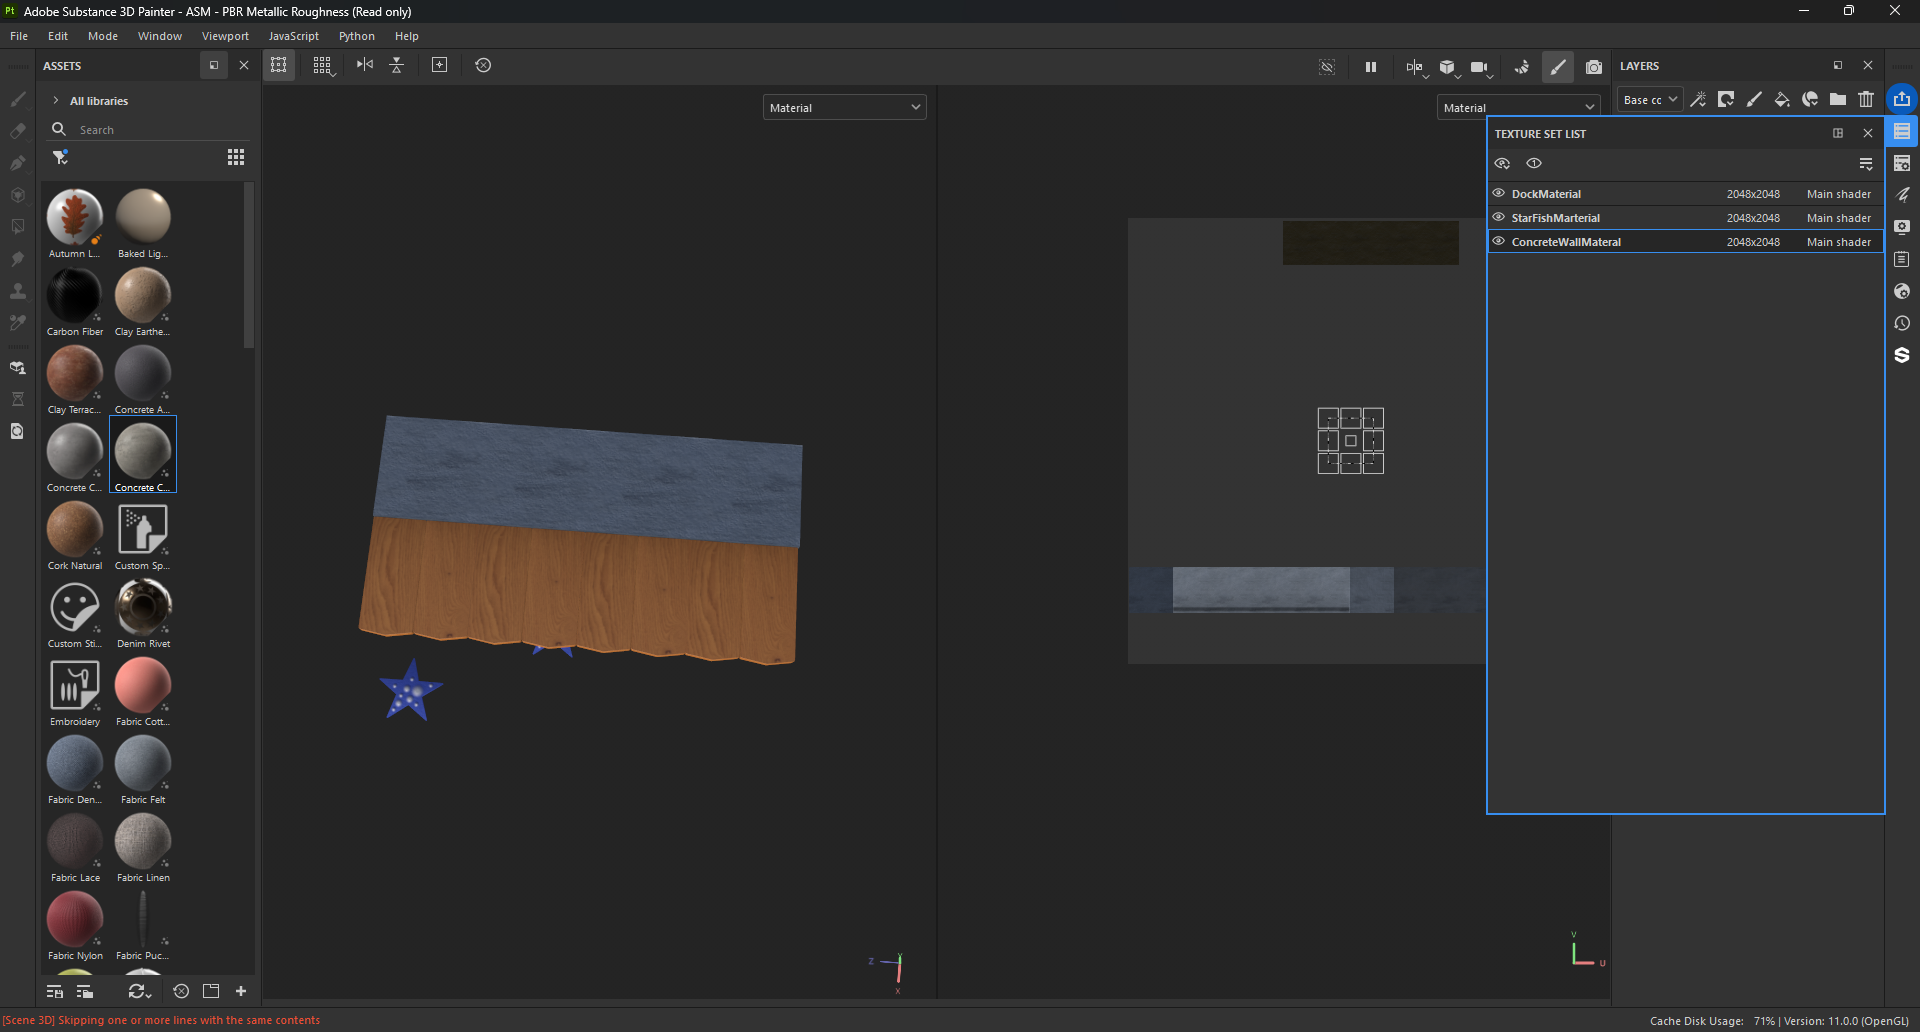 Pt Adobe Substance 3D Painter - ASM - PBR Metallic Roughness (Read only)
File Edit Mode Window Viewport JavaScript Python Help
ASSETS
All libraries
Search
Autumn L... Baked Lig...
Carbon Fiber Clay Earthe...
Clay Terrac... Concrete A...
Concrete C... Concrete C...
Cork Natural Custom Sp...
Custom Sti... Denim Rivet
Embroidery Fabric Cott...
Fabric Den... Fabric Felt
Fabric Lace Fabric Linen
Fabric Nylon Fabric Puc...
Material
Z Y X
Material
V U
LAYERS
Base cc
TEXTURE SET LIST
DockMaterial 2048x2048 Main shader
StarFishMarterial 2048x2048 Main shader
ConcreteWallMateral 2048x2048 Main shader
[Scene 3D] Skipping one or more lines with the same contents
Cache Disk Usage: 71% | Version: 11.0.0 (OpenGL)